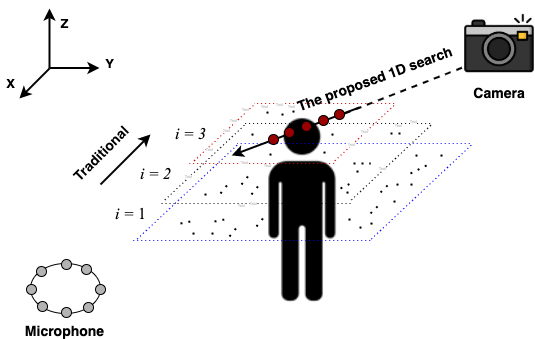 Z
Y
X
The proposed 1D search
Camera
Traditional
i = 3
i = 2
i = 1
Microphone